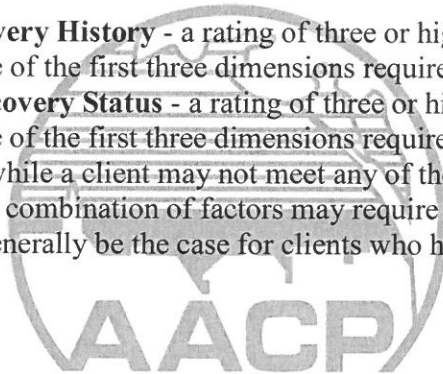 very History - a rating of three or hi
e of the first three dimensions require
covery Status - a rating of three or hi
e of the first three dimensions require
while a client may not meet any of the
combination of factors may require
enerally be the case for clients who h
AACP